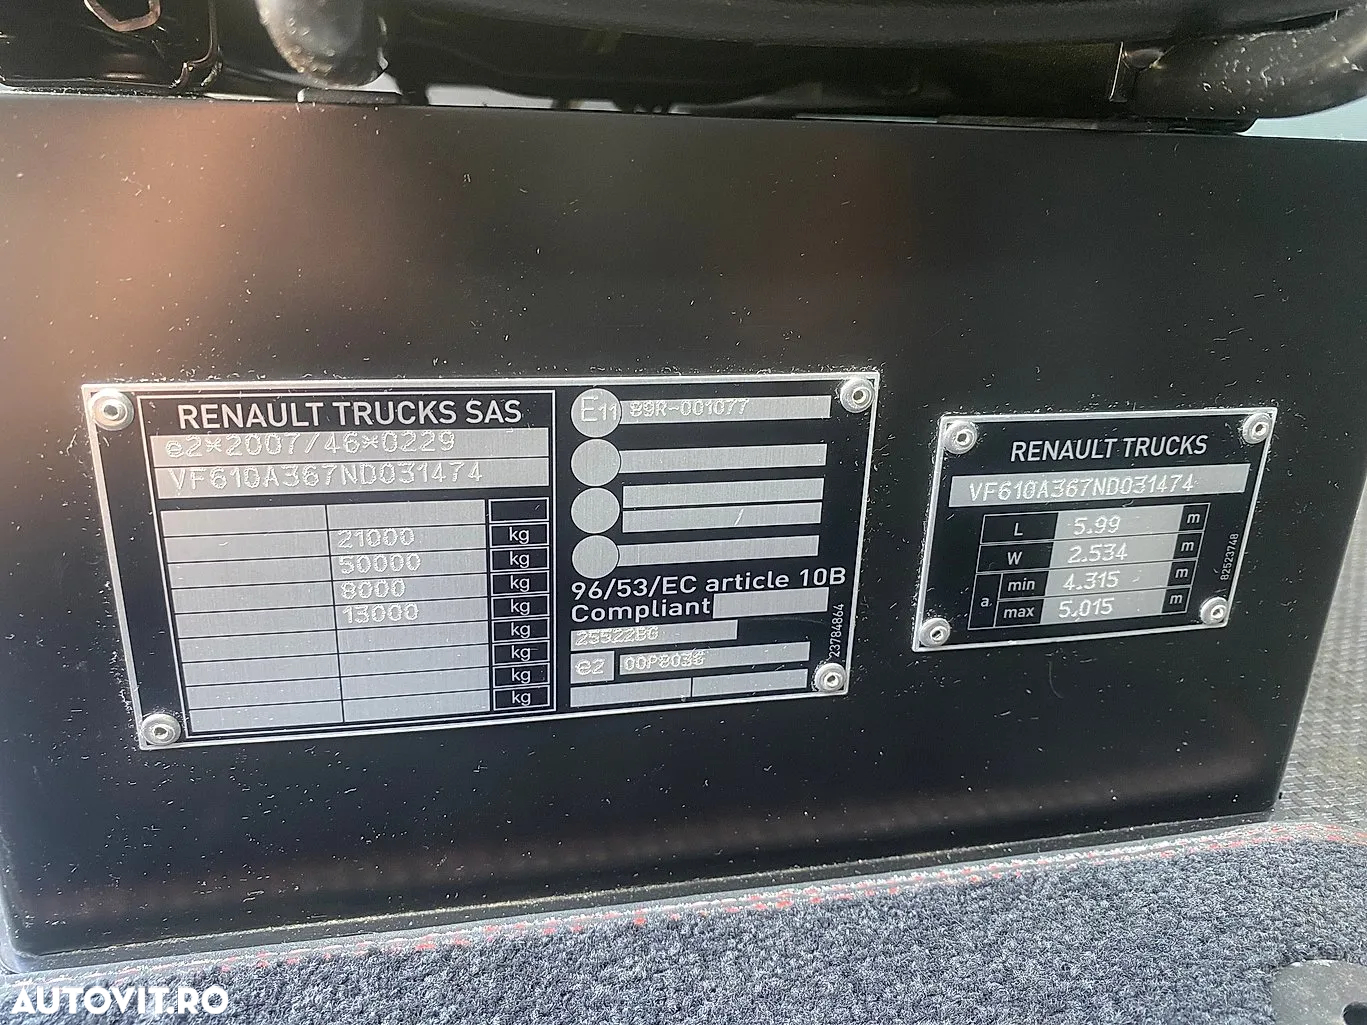 RENAULT TRUCKS SAS
e2*2007/46*0229
VF610A367ND031474
21000 kg
50000 kg
8000 kg
13000 kg
kg
kg
kg
kg
E11 89R-001077
96/53/EC article 10B
Compliant
e2
23784864
RENAULT TRUCKS
VF610A367ND031474
L 5.99 m
W 2.534 m
a min 4.315 m
max 5.015 m
82523748
AUTOVIT.RO